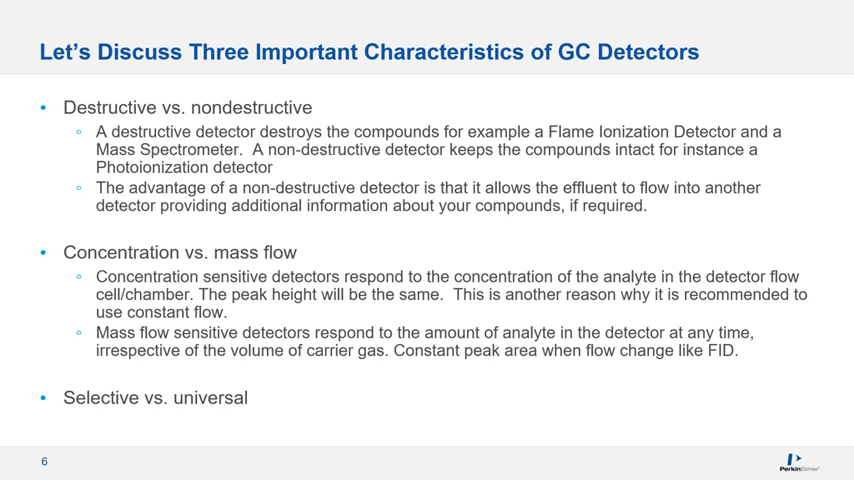 Let's Discuss Three Important Characteristics of GC Detectors
• Destructive vs. nondestructive
◦ A destructive detector destroys the compounds for example a Flame Ionization Detector and a
Mass Spectrometer.  A non-destructive detector keeps the compounds intact for instance a
Photoionization detector
◦ The advantage of a non-destructive detector is that it allows the effluent to flow into another
detector providing additional information about your compounds, if required.
• Concentration vs. mass flow
◦ Concentration sensitive detectors respond to the concentration of the analyte in the detector flow
cell/chamber. The peak height will be the same.  This is another reason why it is recommended to
use constant flow.
◦ Mass flow sensitive detectors respond to the amount of analyte in the detector at any time,
irrespective of the volume of carrier gas. Constant peak area when flow change like FID.
• Selective vs. universal
6
PerkinElmer